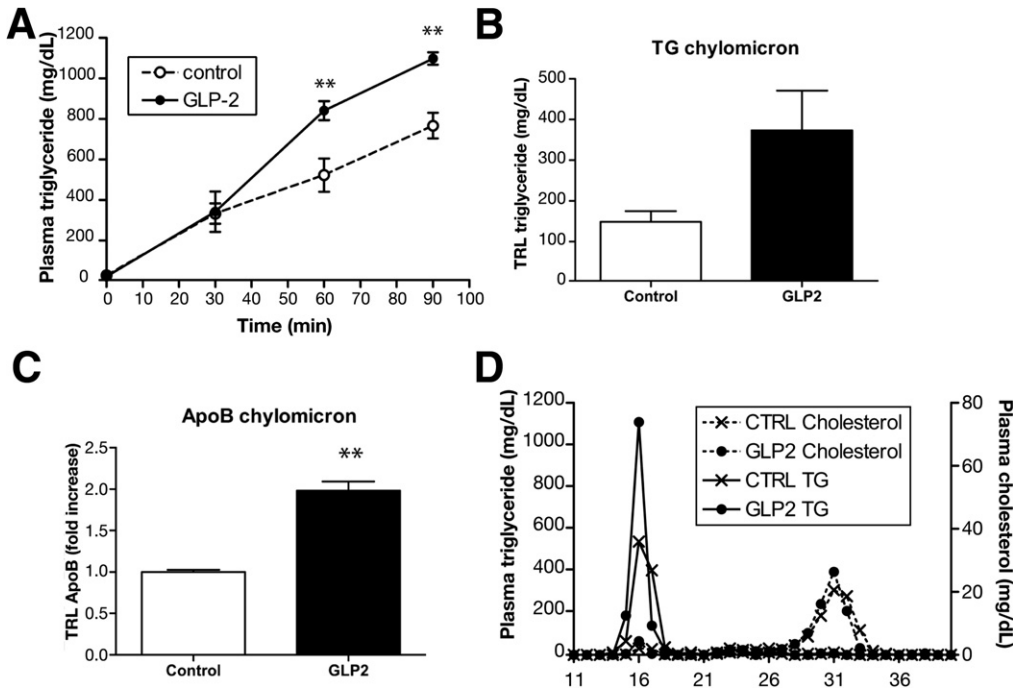 A
Plasma triglyceride (mg/dL)
1200
1000
800
600
400
200
0
control
GLP-2
**
**
0 10 20 30 40 50 60 70 80 90 100
Time (min)
B
TG chylomicron
TRL triglyceride (mg/dL)
500
400
300
200
100
0
Control GLP2
C
ApoB chylomicron
TRL ApoB (fold increase)
2.5
2.0
1.0
0.5
0.0
**
Control GLP2
D
Plasma triglyceride (mg/dL)
1200
1000
800
600
400
200
0
CTRL Cholesterol
GLP2 Cholesterol
CTRL TG
GLP2 TG
80
60
40
20
0
Plasma cholesterol
(mg/dL)
11 16 21 26 31 36